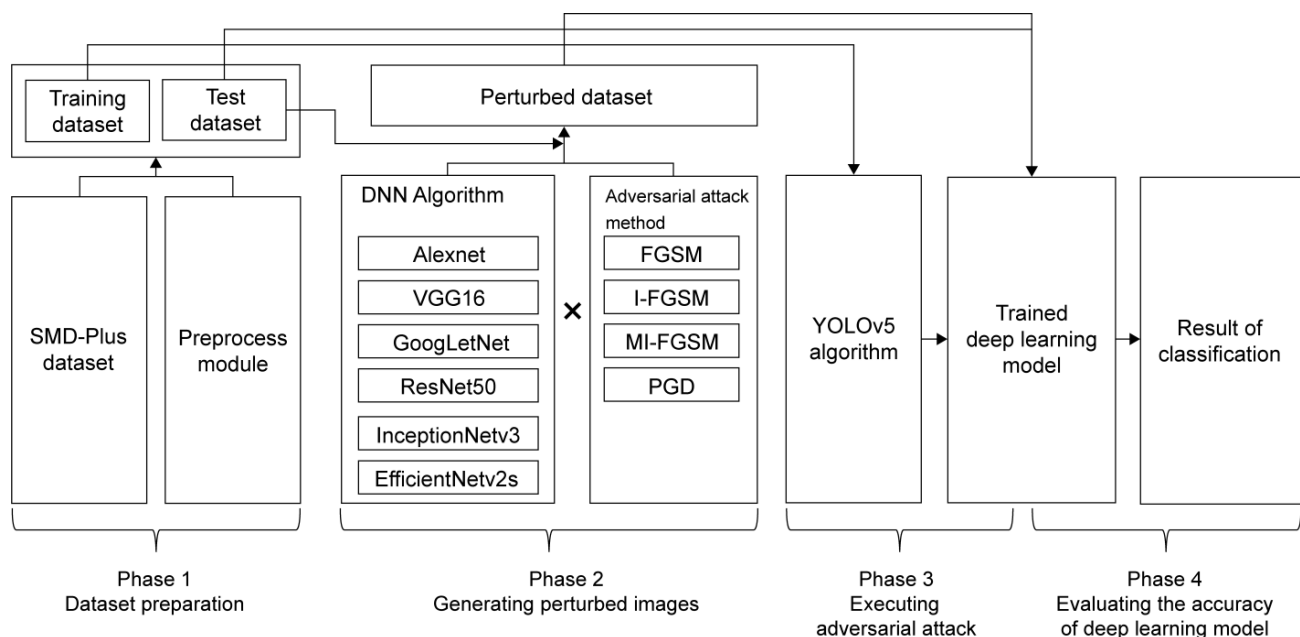 Training
dataset
Test
dataset
Perturbed dataset
SMD-Plus
dataset
Preprocess
module
DNN Algorithm
Alexnet
VGG16
GoogLetNet
ResNet50
InceptionNetv3
EfficientNetv2s
×
Adversarial attack
method
FGSM
I-FGSM
MI-FGSM
PGD
YOLOv5
algorithm
Trained
deep learning
model
Result of
classification
Phase 1
Dataset preparation
Phase 2
Generating perturbed images
Phase 3
Executing
adversarial attack
Phase 4
Evaluating the accuracy
of deep learning model